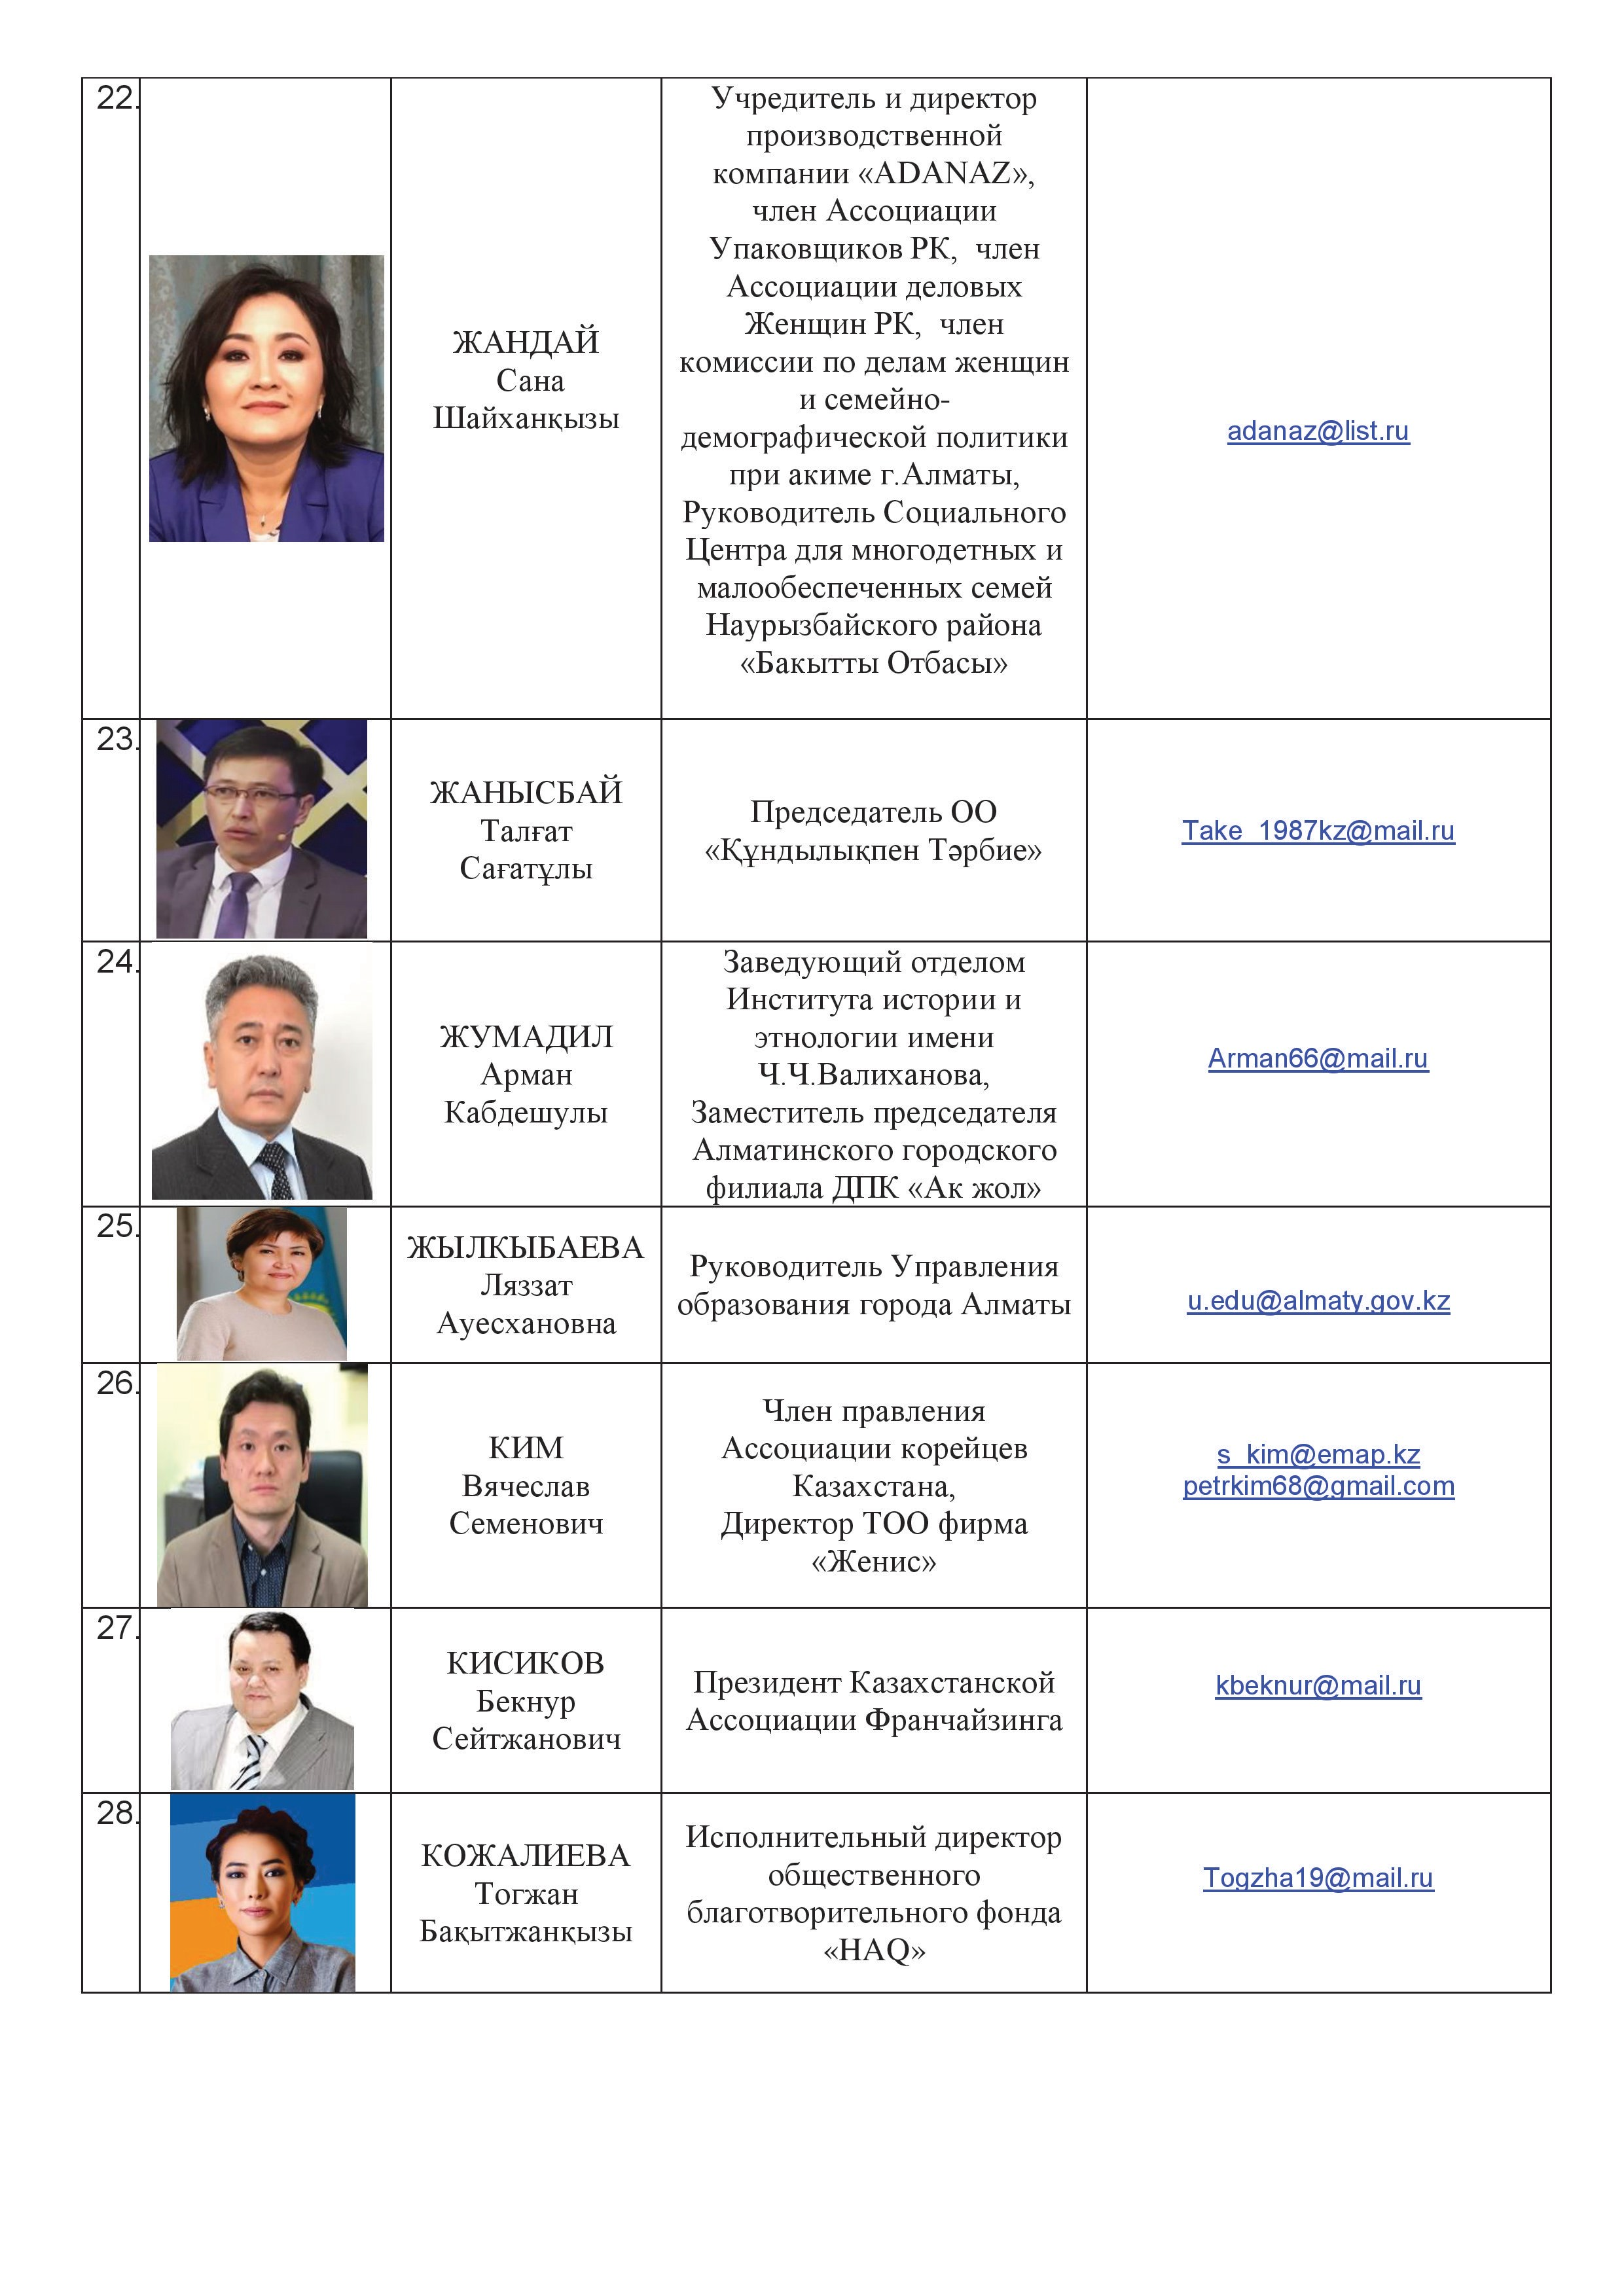 22.
ЖАНДАЙ
Сана
Шайханқызы
Учредитель и директор
производственной
компании «ADANAZ»,
член Ассоциации
Упаковщиков РК,  член
Ассоциации деловых
Женщин РК,  член
комиссии по делам женщин
и семейно-
демографической политики
при акиме г.Алматы,
Руководитель Социального
Центра для многодетных и
малообеспеченных семей
Наурызбайского района
«Бакытты Отбасы»
adanaz@list.ru
23.
ЖАНЫСБАЙ
Талғат
Сағатұлы
Председатель ОО
«Құндылықпен Тәрбие»
Take_1987kz@mail.ru
24.
ЖУМАДИЛ
Арман
Кабдешулы
Заведующий отделом
Института истории и
этнологии имени
Ч.Ч.Валиханова,
Заместитель председателя
Алматинского городского
филиала ДПК «Ак жол»
Arman66@mail.ru
25.
ЖЫЛКЫБАЕВА
Ляззат
Ауесхановна
Руководитель Управления
образования города Алматы
u.edu@almaty.gov.kz
26.
КИМ
Вячеслав
Семенович
Член правления
Ассоциации корейцев
Казахстана,
Директор ТОО фирма
«Женис»
s_kim@emap.kz
petrkim68@gmail.com
27.
КИСИКОВ
Бекнур
Сейтжанович
Президент Казахстанской
Ассоциации Франчайзинга
kbeknur@mail.ru
28.
КОЖАЛИЕВА
Тогжан
Бақытжанқызы
Исполнительный директор
общественного
благотворительного фонда
«HAQ»
Togzha19@mail.ru